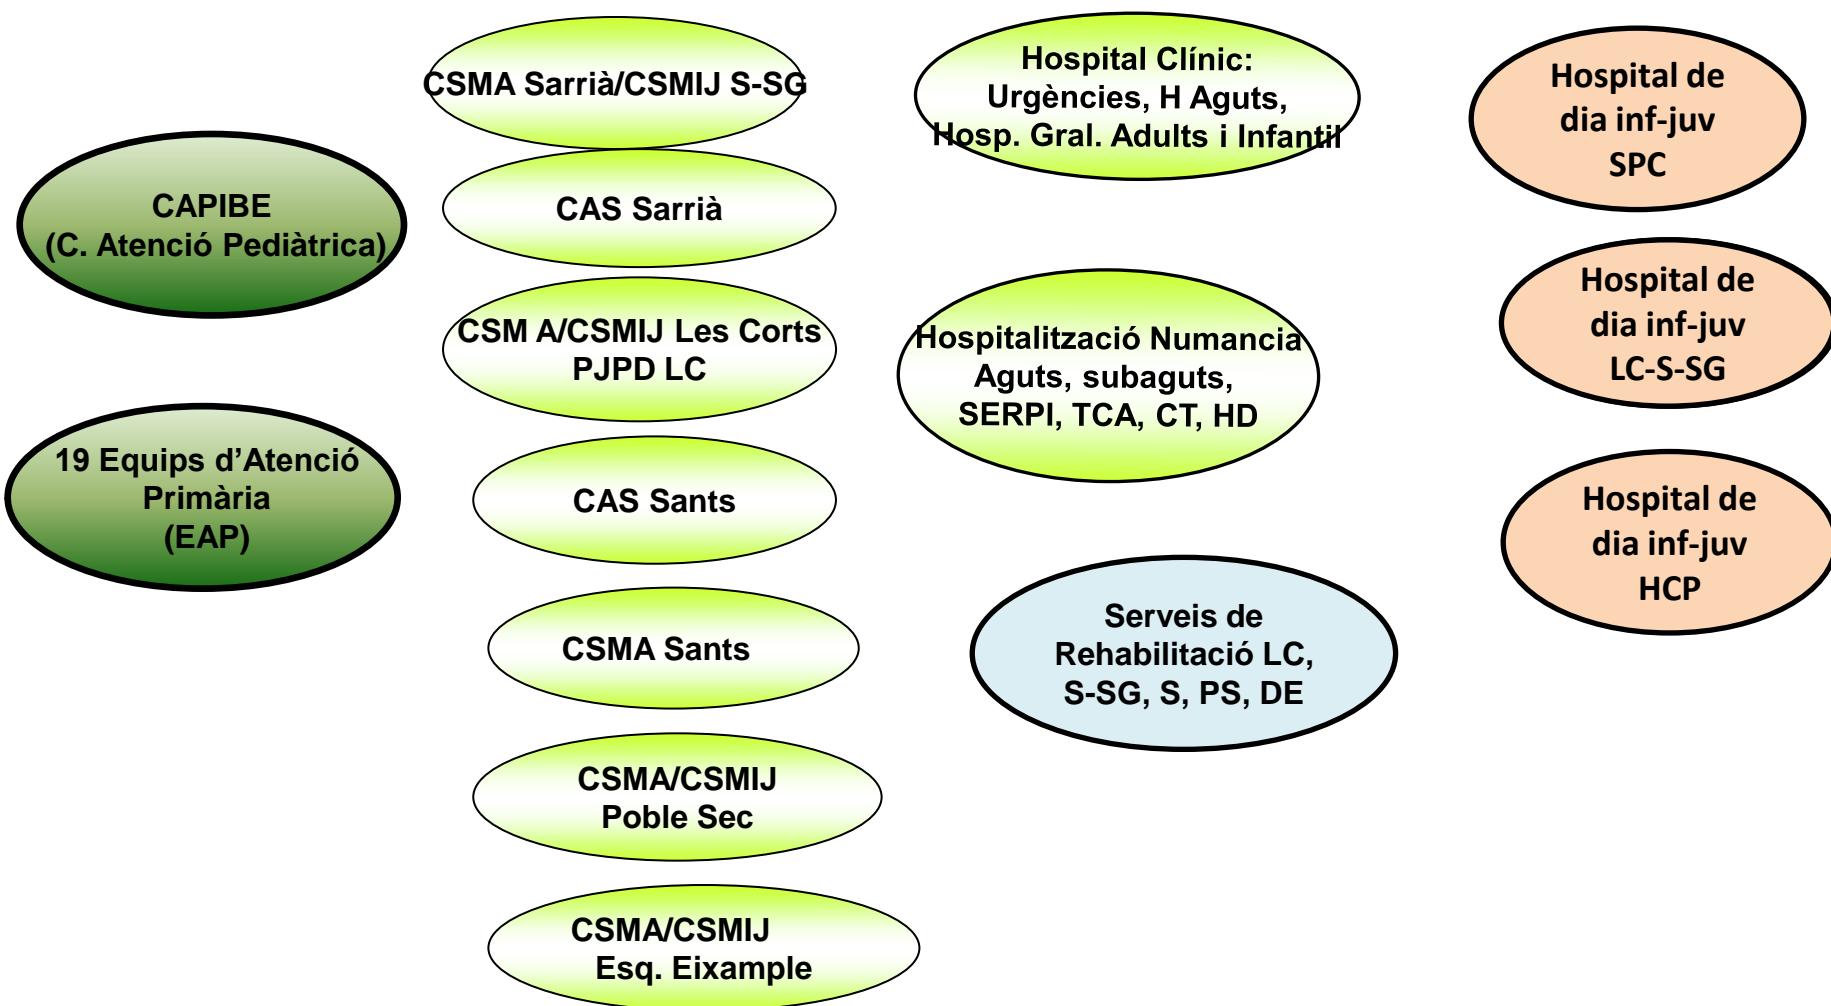 CAPIBE
(C. Atenció Pediàtrica)
19 Equips d’Atenció
Primària
(EAP)
CSMA Sarrià/CSMIJ S-SG
CAS Sarrià
CSM A/CSMIJ Les Corts
PJPD LC
CAS Sants
CSMA Sants
CSMA/CSMIJ
Poble Sec
CSMA/CSMIJ
Esq. Eixample
Hospital Clínic:
Urgències, H Aguts,
Hosp. Gral. Adults i Infantil
Hospitalització Numancia
Aguts, subaguts,
SERPI, TCA, CT, HD
Serveis de
Rehabilitació LC,
S-SG, S, PS, DE
Hospital de
dia inf-juv
SPC
Hospital de
dia inf-juv
LC-S-SG
Hospital de
dia inf-juv
HCP